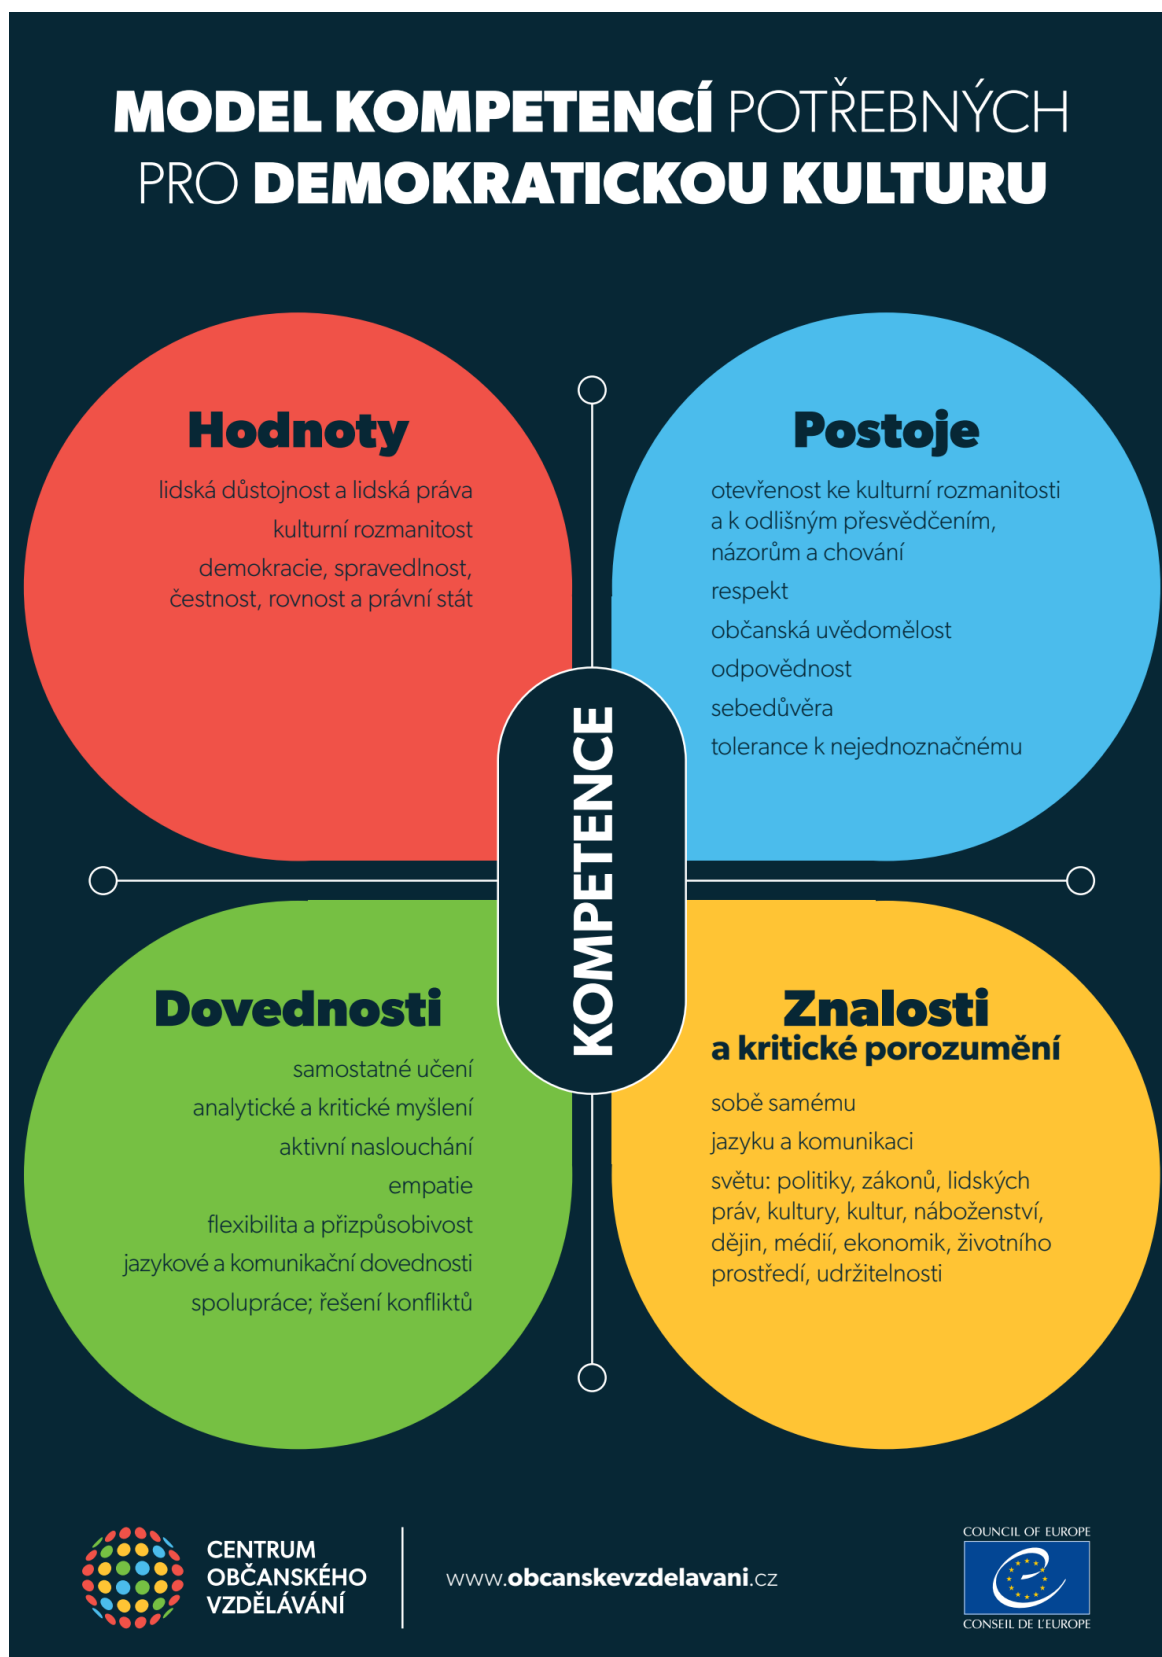 MODEL KOMPETENCÍ POTŘEBNÝCH
PRO DEMOKRATICKOU KULTURU
Hodnoty
lidská důstojnost a lidská práva
kulturní rozmanitost
demokracie, spravedlnost,
čestnost, rovnost a právní stát
Postoje
otevřenost ke kulturní rozmanitosti
a k odlišným přesvědčením,
názorům a chování
respekt
občanská uvědomělost
odpovědnost
sebedůvěra
tolerance k nejednoznačnému
KOMPETENCE
Dovednosti
samostatné učení
analytické a kritické myšlení
aktivní naslouchání
empatie
flexibilita a přizpůsobivost
jazykové a komunikační dovednosti
spolupráce; řešení konfliktů
Znalosti
a kritické porozumění
sobě samému
jazyku a komunikaci
světu: politiky, zákonů, lidských
práv, kultury, kultur, náboženství,
dějin, médií, ekonomik, životního
prostředí, udržitelnosti
CENTRUM
OBČANSKÉHO
VZDĚLÁVÁNÍ
www.obcanskevzdelavani.cz
COUNCIL OF EUROPE
CONSEIL DE L'EUROPE